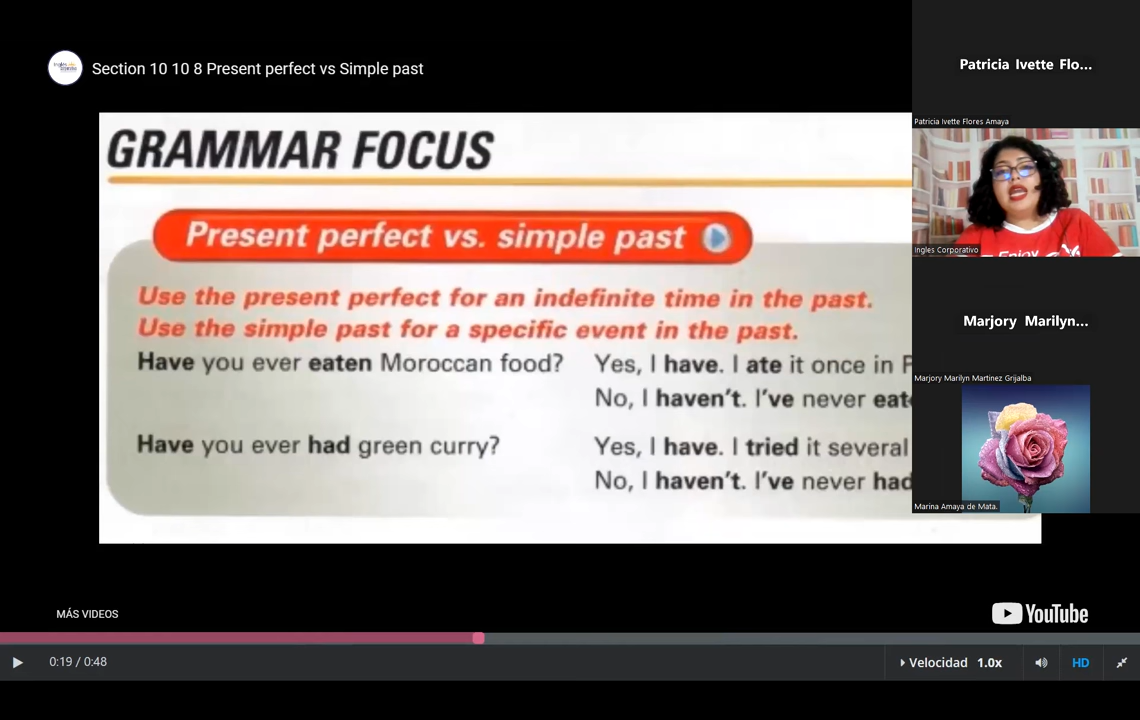 Section 10 10 8 Present perfect vs Simple past
GRAMMAR FOCUS
Present perfect vs. simple past
Use the present perfect for an indefinite time in the past.
Use the simple past for a specific event in the past.
Have you ever eaten Moroccan food? Yes, I have. I ate it once in
No, I haven't. I've never
Have you ever had green curry? Yes, I have. I tried it several
No, I haven't. I've never had
Patricia Ivette Flo...
Patricia Ivette Flores Amaya
Ingles Corporativo
Enjoy
Marjory Marilyn...
Marjory Marilyn Martinez Grijalba
Marina Amaya de Mata.
MÁS VIDEOS
YouTube
0:19 / 0:48
Velocidad 1.0x
HD